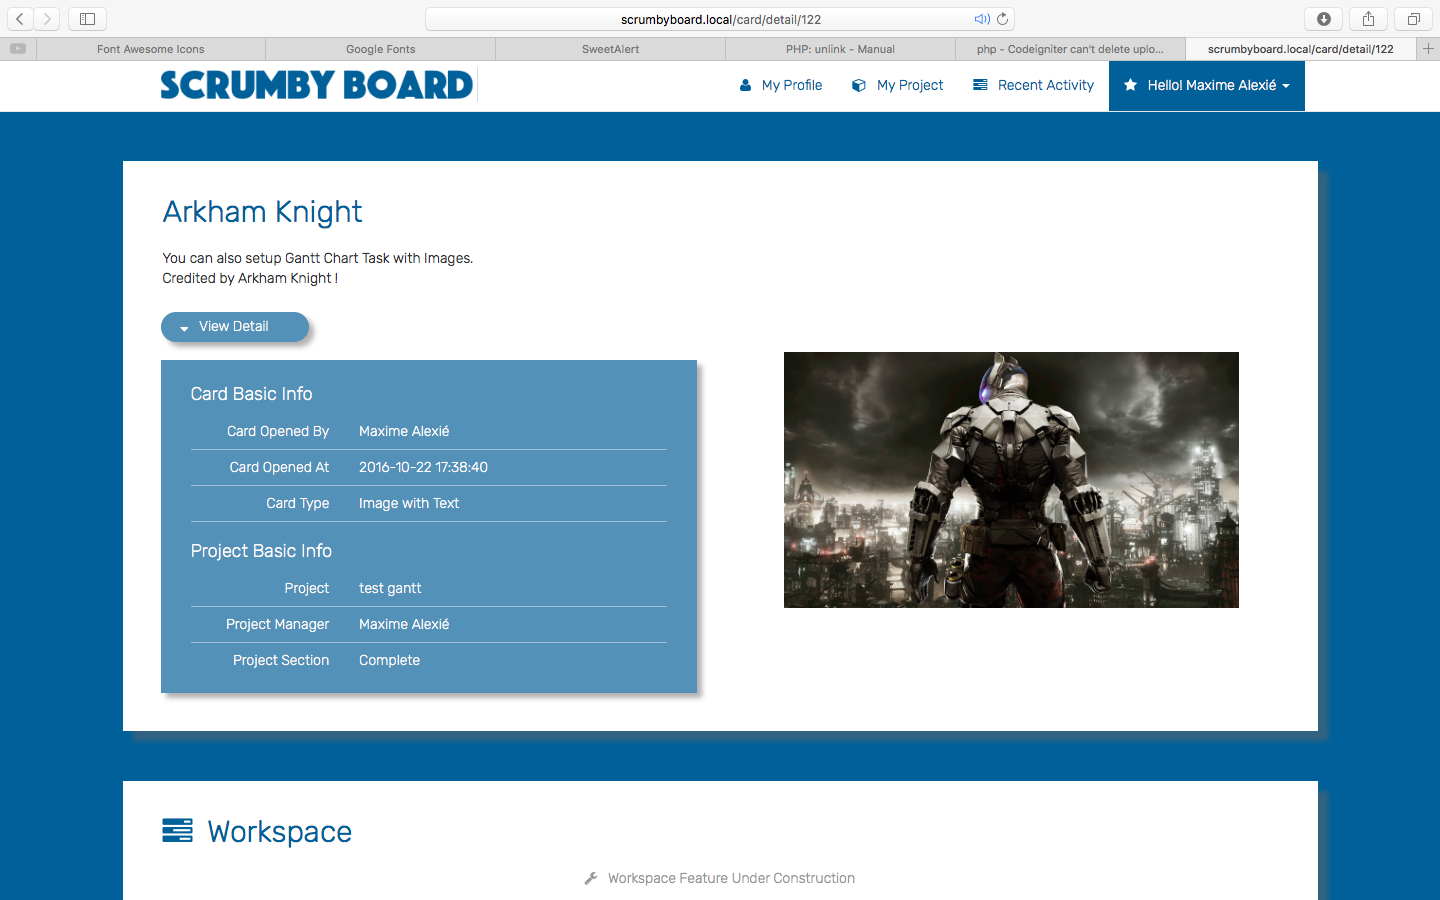 scrumbyboard.local/card/detail/122
Font Awesome Icons
Google Fonts
SweetAlert
PHP: unlink - Manual
php - Codeigniter can't delete uplo...
scrumbyboard.local/card/detail/122
SCRUMBY BOARD
My Profile
My Project
Recent Activity
Hello! Maxime Alexié
Arkham Knight
You can also setup Gantt Chart Task with Images.
Credited by Arkham Knight !
View Detail
Card Basic Info
Card Opened By Maxime Alexié
Card Opened At 2016-10-22 17:38:40
Card Type Image with Text
Project Basic Info
Project test gantt
Project Manager Maxime Alexié
Project Section Complete
Workspace
Workspace Feature Under Construction